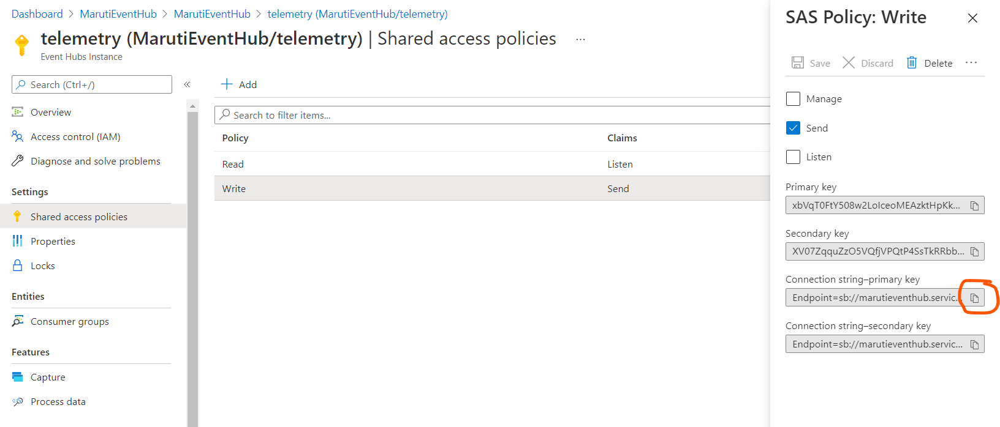 Dashboard > MarutiEventHub > MarutiEventHub > telemetry (MarutiEventHub/telemetry)
telemetry (MarutiEventHub/telemetry) | Shared access policies ...
Event Hubs Instance
Search (Ctrl+/)
«
Overview
Access control (IAM)
Diagnose and solve problems
Settings
Shared access policies
Properties
Locks
Entities
Consumer groups
Features
Capture
Process data
Add
Search to filter items...
Policy Claims
Read Listen
Write Send
SAS Policy: Write
Save Discard Delete ...
Manage
Send
Listen
Primary key
xbVqT0FtY508w2LoIceoMEAzktHpKk...
Secondary key
XV07ZqquZzO5VQfjVPQtP4SsTkRRbb...
Connection string–primary key
Endpoint=sb://marutieventhub.servic...
Connection string–secondary key
Endpoint=sb://marutieventhub.servic...